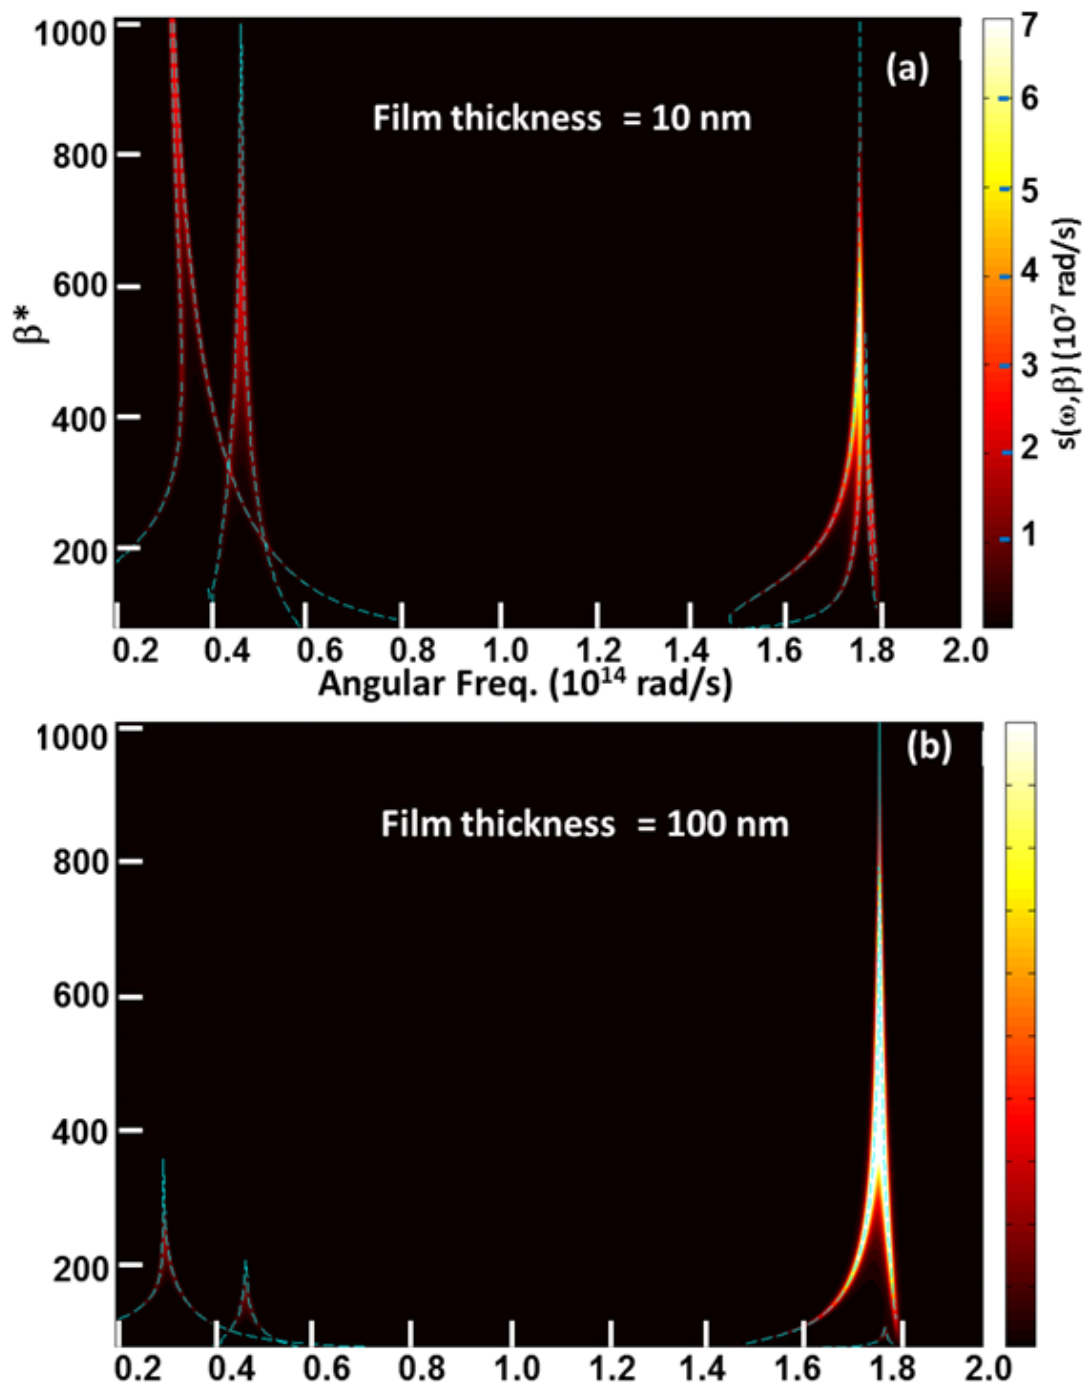 (a)
Film thickness = 10 nm
β*
1000
800
600
400
200
0.2 0.4 0.6 0.8 1.0 1.2 1.4 1.6 1.8 2.0
Angular Freq. (10¹⁴ rad/s)
7
6
5
4
3
2
1
s(ω,β) (10⁷ rad/s)
(b)
Film thickness = 100 nm
1000
800
600
400
200
0.2 0.4 0.6 0.8 1.0 1.2 1.4 1.6 1.8 2.0